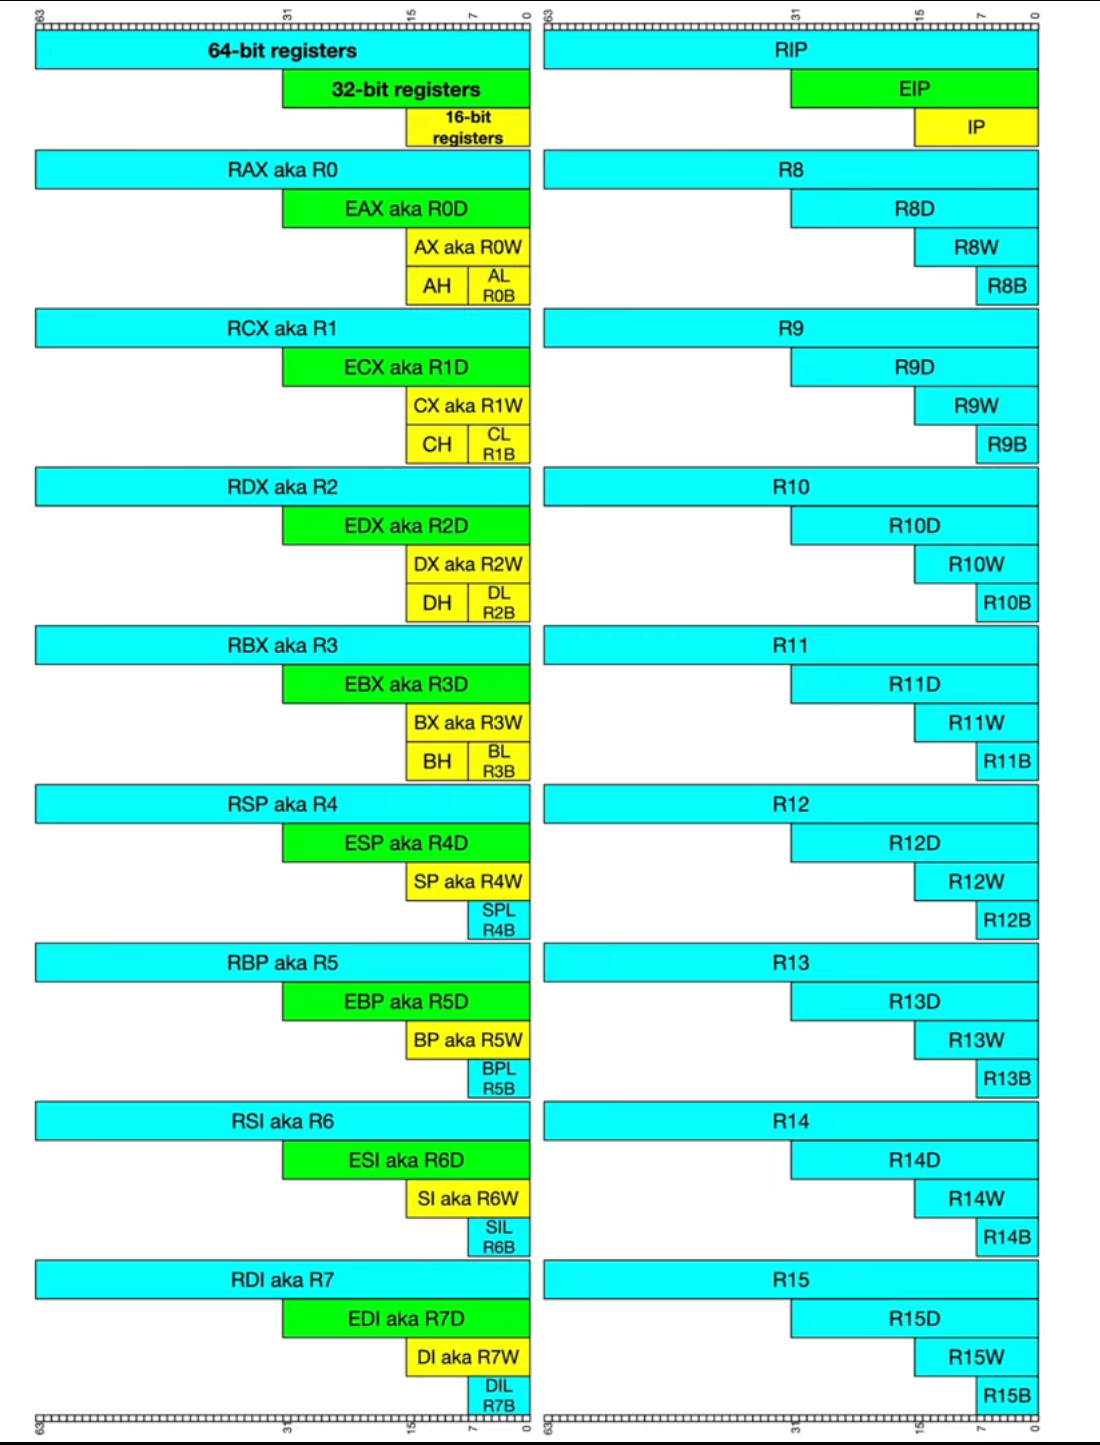 63 31 15 7 0
64-bit registers
32-bit registers
16-bit
registers
RAX aka R0
EAX aka R0D
AX aka R0W
AH
AL
R0B
RCX aka R1
ECX aka R1D
CX aka R1W
CH
CL
R1B
RDX aka R2
EDX aka R2D
DX aka R2W
DH
DL
R2B
RBX aka R3
EBX aka R3D
BX aka R3W
BH
BL
R3B
RSP aka R4
ESP aka R4D
SP aka R4W
SPL
R4B
RBP aka R5
EBP aka R5D
BP aka R5W
BPL
R5B
RSI aka R6
ESI aka R6D
SI aka R6W
SIL
R6B
RDI aka R7
EDI aka R7D
DI aka R7W
DIL
R7B
63 31 15 7 0
63 31 15 7 0
RIP
EIP
IP
R8
R8D
R8W
R8B
R9
R9D
R9W
R9B
R10
R10D
R10W
R10B
R11
R11D
R11W
R11B
R12
R12D
R12W
R12B
R13
R13D
R13W
R13B
R14
R14D
R14W
R14B
R15
R15D
R15W
R15B
63 31 15 7 0